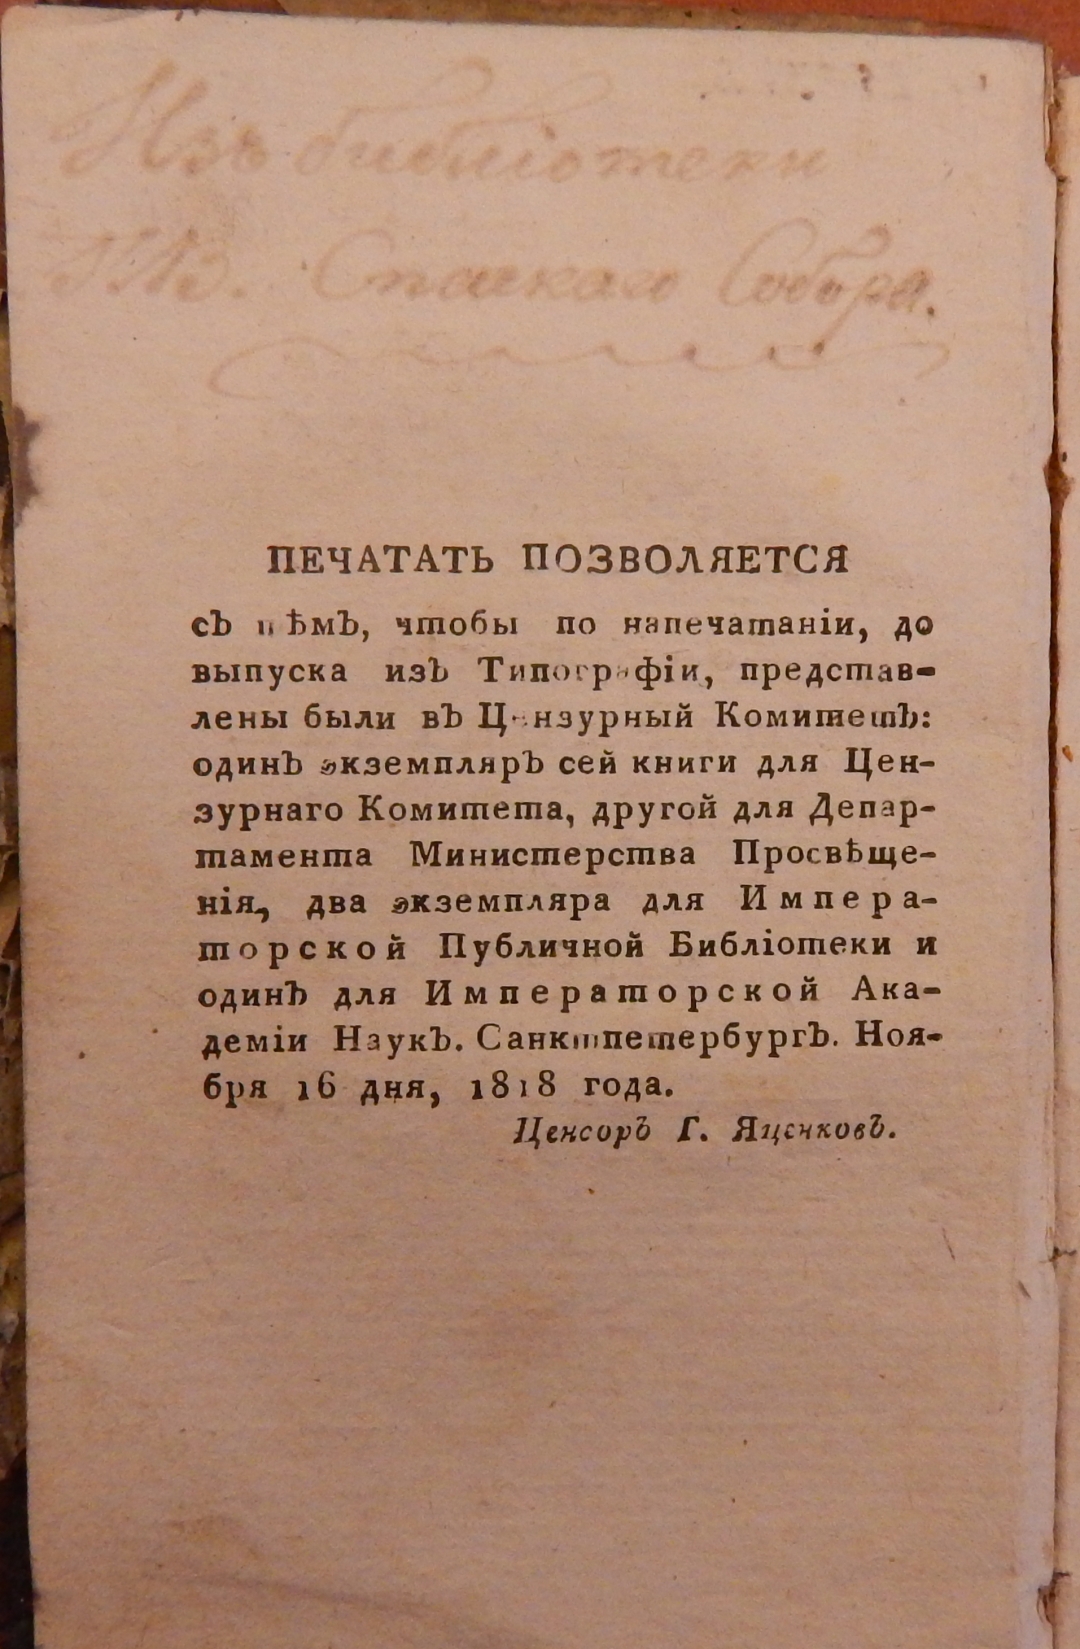 Изъ библіотеки
Спасскаго Собора.
ПЕЧАТАТЬ ПОЗВОЛЯЕТСЯ
съ тѣмъ, чтобы по напечатаніи, до
выпуска изъ Типографіи, представ-
лены были въ Цензурный Комитетъ:
одинъ экземпляръ сей книги для Цен-
зурнаго Комитета, другой для Депар-
тамента Министерства Просвѣще-
нія, два экземпляра для Импера-
торской Публичной Библіотеки и
одинъ для Императорской Ака-
деміи Наукъ. Санктпетербургъ. Ноя-
бря 16 дня, 1818 года.
Ценсоръ Г. Яценковъ.